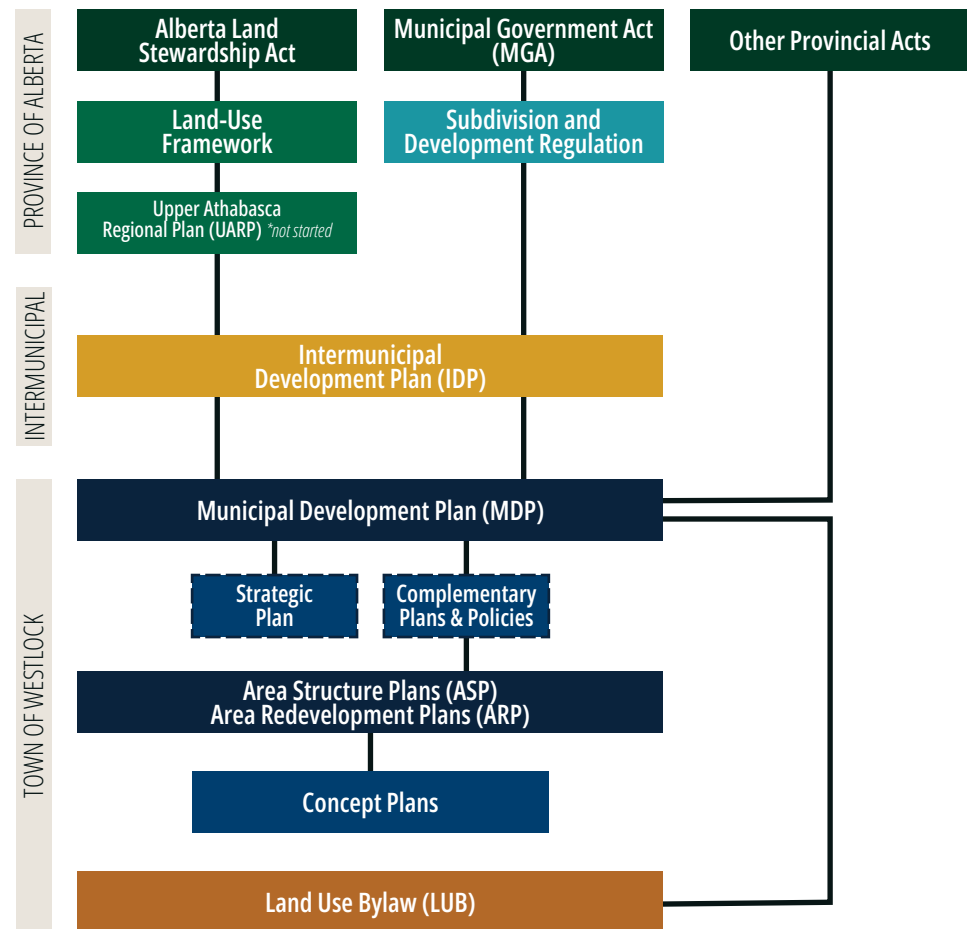 PROVINCE OF ALBERTA
Alberta Land
Stewardship Act
Municipal Government Act
(MGA)
Other Provincial Acts
Land-Use
Framework
Subdivision and
Development Regulation
Upper Athabasca
Regional Plan (UARP) *not started
INTERMUNICIPAL
Intermunicipal
Development Plan (IDP)
TOWN OF WESTLOCK
Municipal Development Plan (MDP)
Strategic
Plan
Complementary
Plans & Policies
Area Structure Plans (ASP)
Area Redevelopment Plans (ARP)
Concept Plans
Land Use Bylaw (LUB)